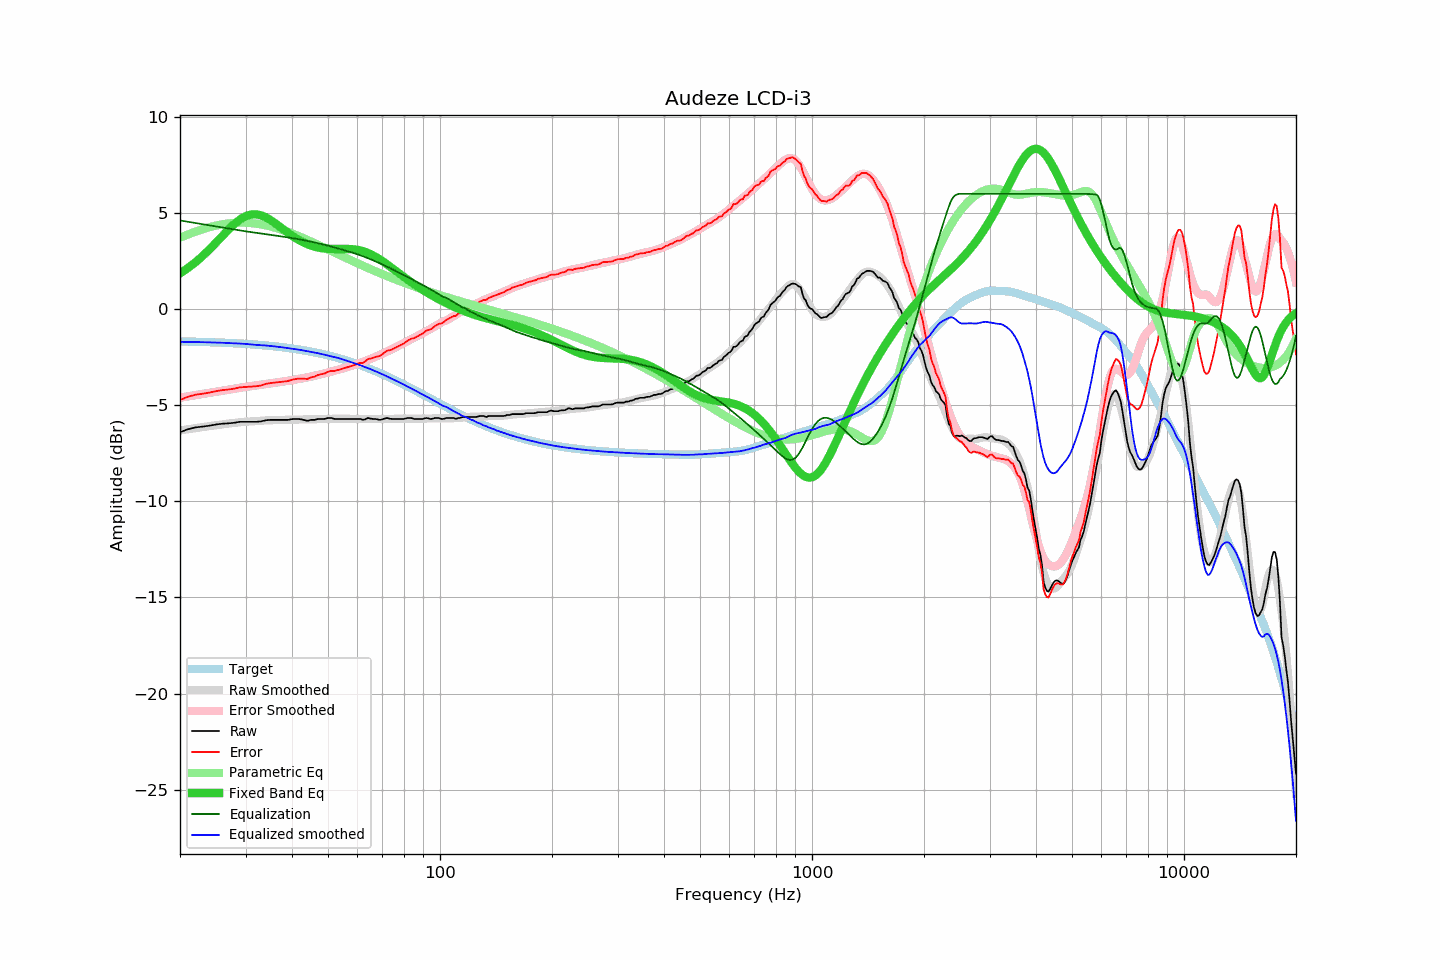 Audeze LCD-i3
10
5
0
−5
−10
−15
−20
−25
Amplitude (dBr)
Target
Raw Smoothed
Error Smoothed
Raw
Error
Parametric Eq
Fixed Band Eq
Equalization
Equalized smoothed
100
1000
10000
Frequency (Hz)